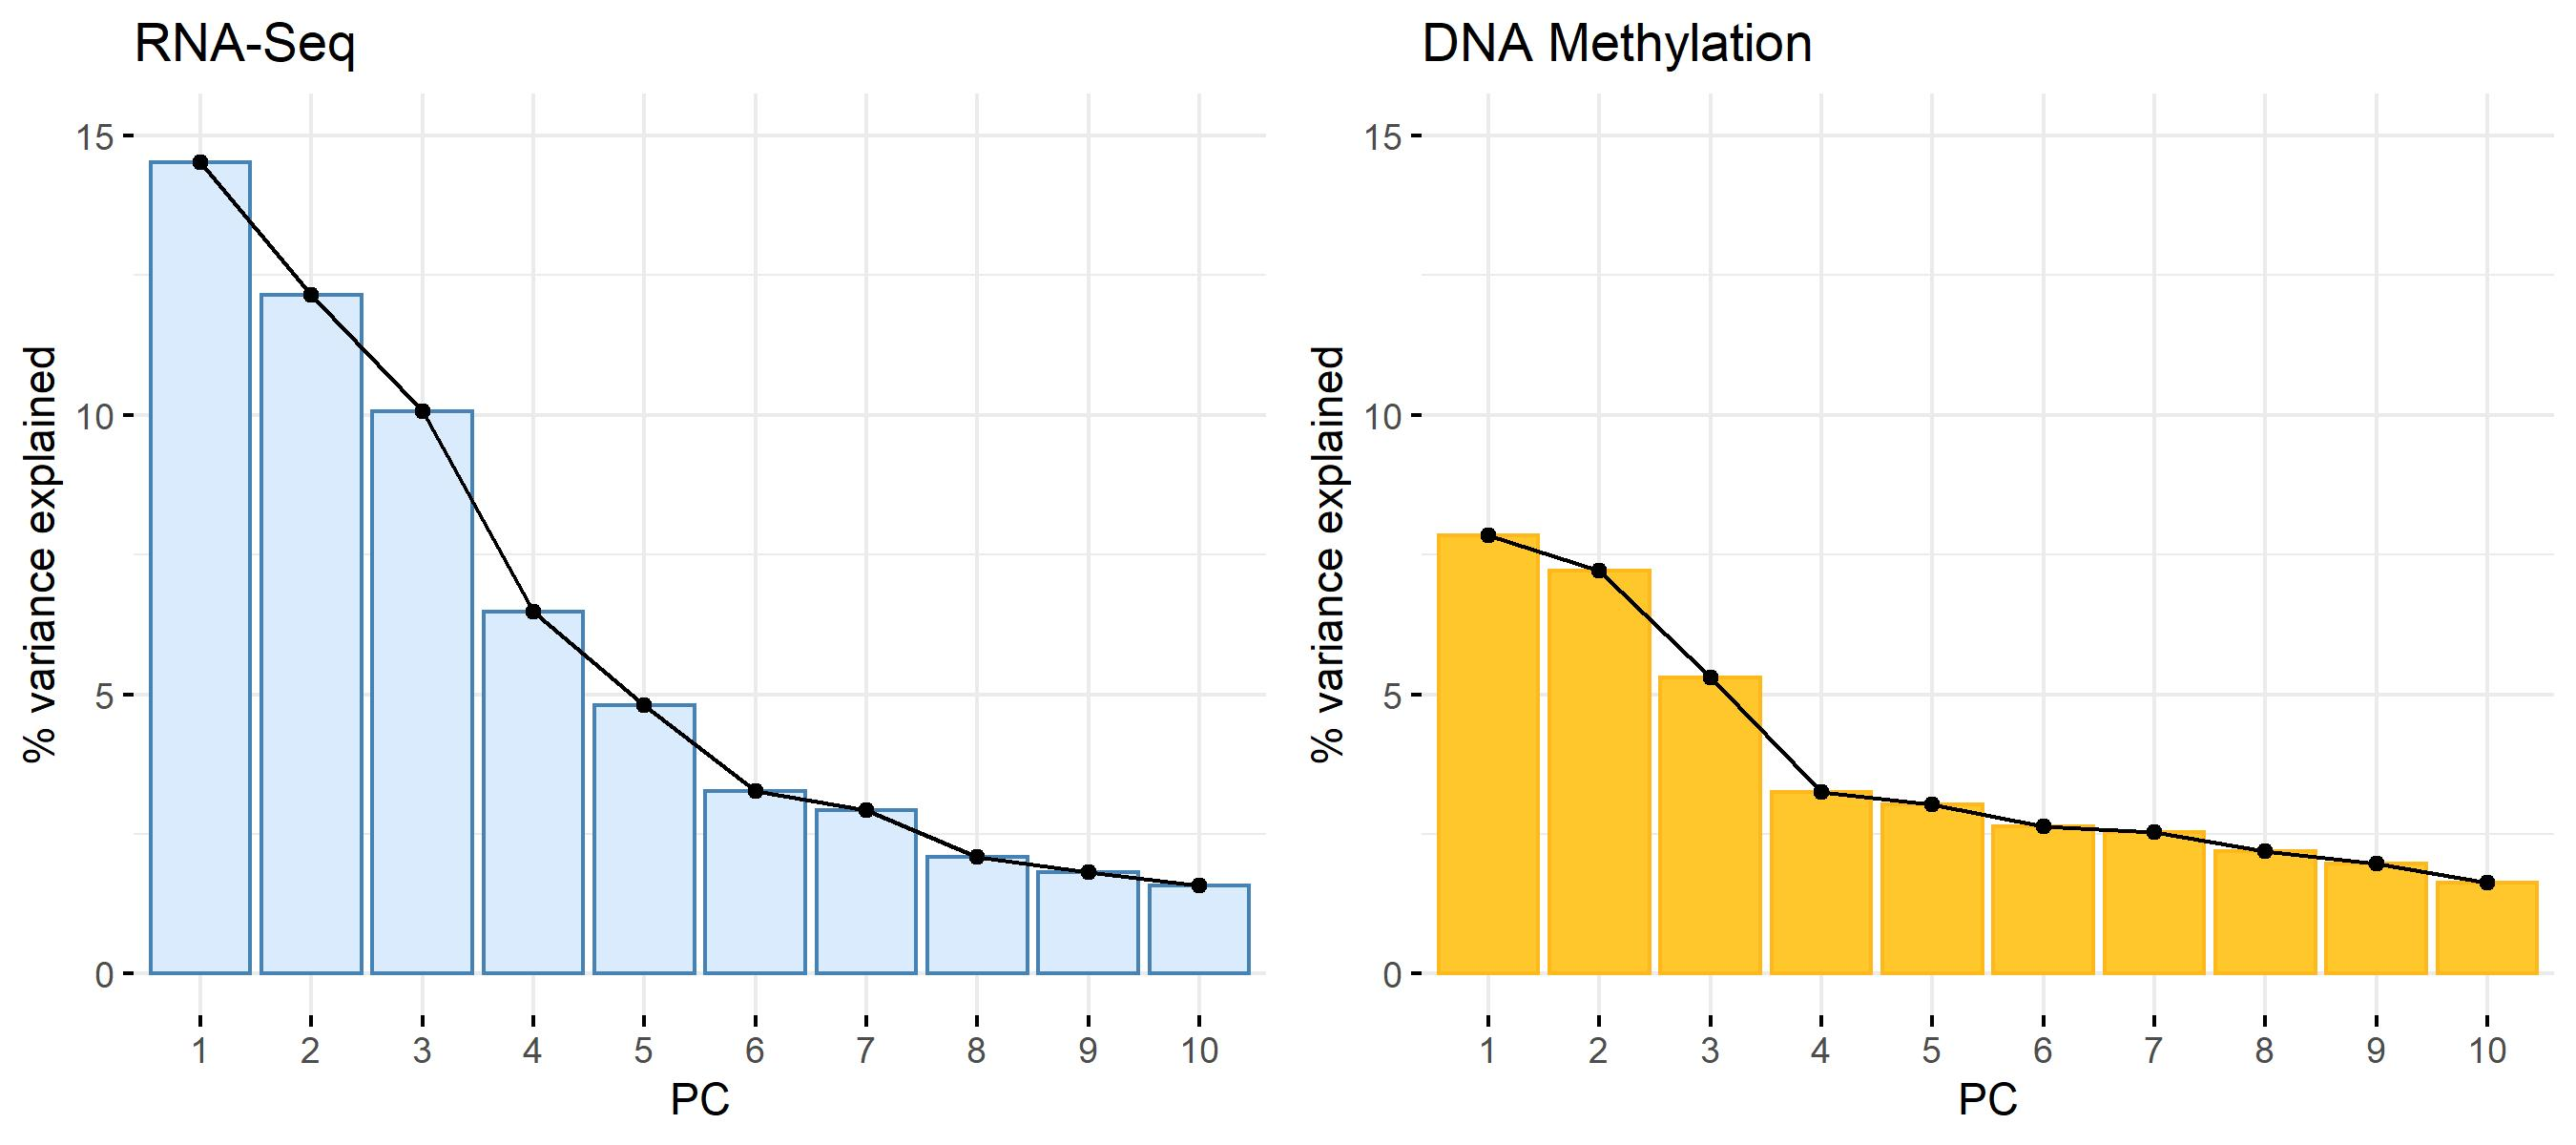 RNA-Seq
% variance explained
15
10
5
0
1 2 3 4 5 6 7 8 9 10
PC
DNA Methylation
% variance explained
15
10
5
0
1 2 3 4 5 6 7 8 9 10
PC